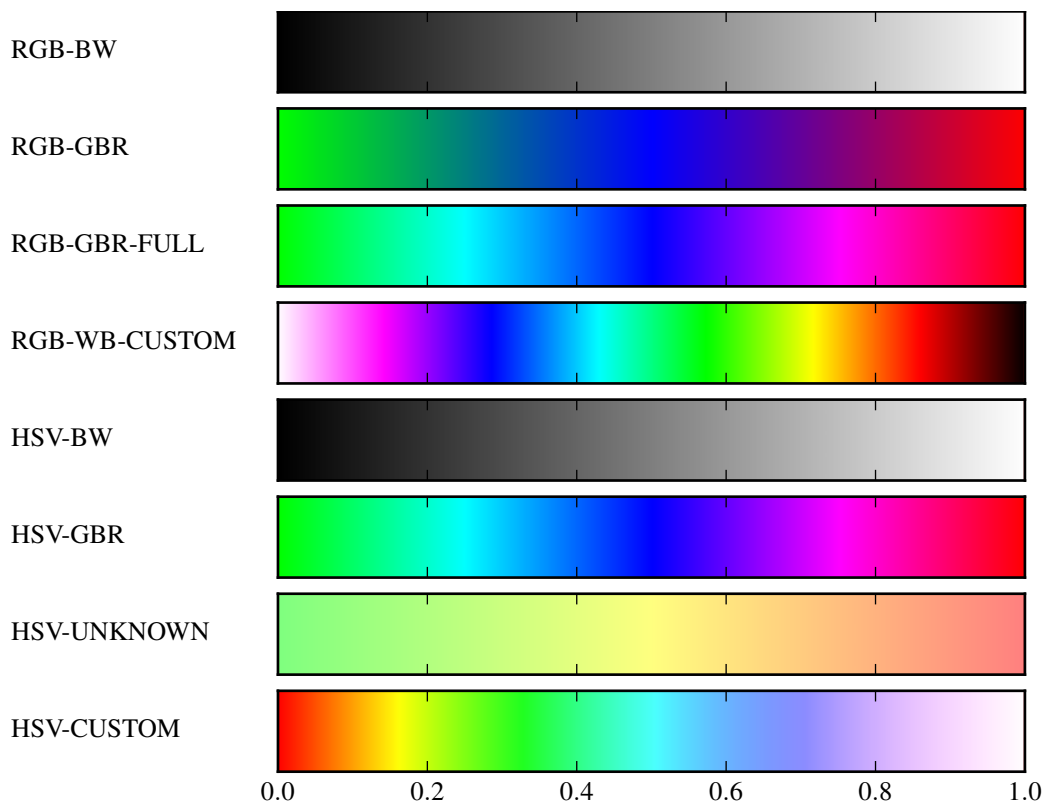 RGB-BW
RGB-GBR
RGB-GBR-FULL
RGB-WB-CUSTOM
HSV-BW
HSV-GBR
HSV-UNKNOWN
HSV-CUSTOM
0.0 0.2 0.4 0.6 0.8 1.0